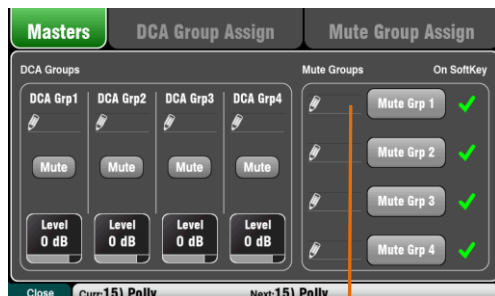 Masters DCA Group Assign Mute Group Assign
DCA Groups Mute Groups On SoftKey
DCA Grp1 DCA Grp2 DCA Grp3 DCA Grp4 Mute Grp 1
Mute Grp 2
Mute Mute Mute Mute
Mute Grp 3
Level Level Level Level
0 dB 0 dB 0 dB 0 dB Mute Grp 4
Close Curr:15) Polly Next:15) Polly